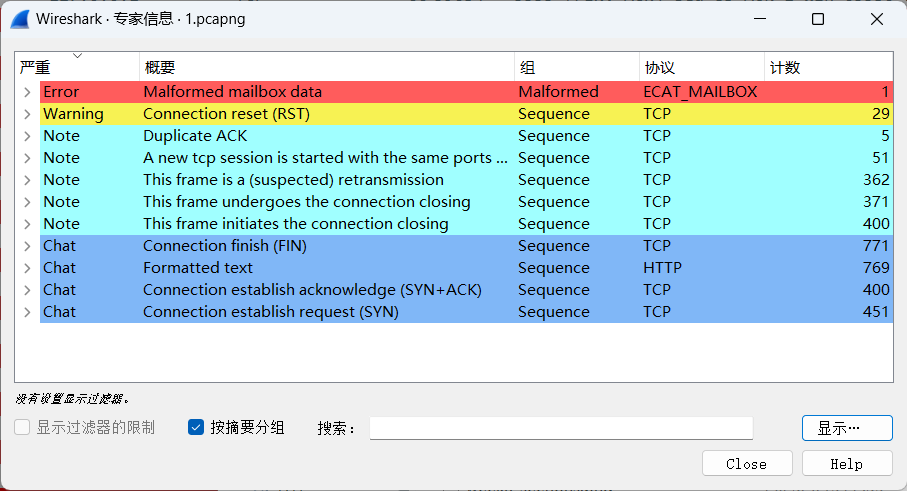 Wireshark · 专家信息 · 1.pcapng
严重 概要 组 协议 计数
Error Malformed mailbox data Malformed ECAT_MAILBOX 1
Warning Connection reset (RST) Sequence TCP 29
Note Duplicate ACK Sequence TCP 5
Note A new tcp session is started with the same ports ... Sequence TCP 51
Note This frame is a (suspected) retransmission Sequence TCP 362
Note This frame undergoes the connection closing Sequence TCP 371
Note This frame initiates the connection closing Sequence TCP 400
Chat Connection finish (FIN) Sequence TCP 771
Chat Formatted text Sequence HTTP 769
Chat Connection establish acknowledge (SYN+ACK) Sequence TCP 400
Chat Connection establish request (SYN) Sequence TCP 451
没有设置显示过滤器。
显示过滤器的限制 按摘要分组 搜索： 显示…
Close Help